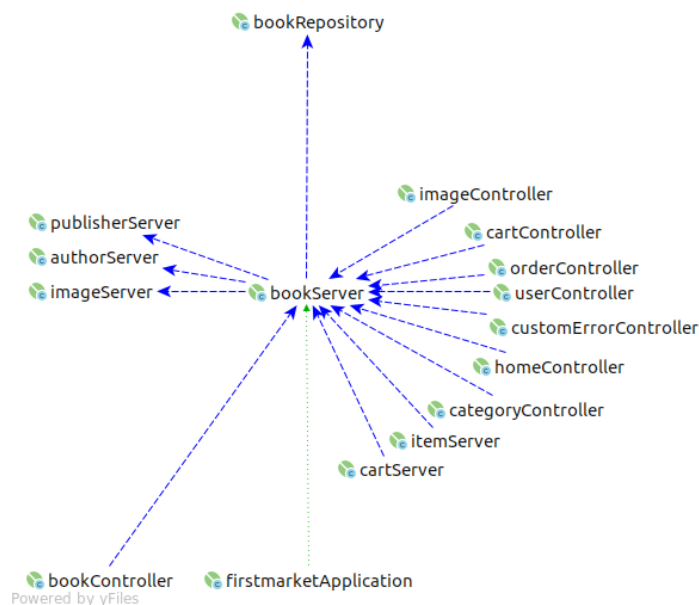 bookRepository
imageController
publisherServer
cartController
authorServer
orderController
imageServer
bookServer
userController
customErrorController
homeController
categoryController
itemServer
cartServer
bookController
firstmarketApplication
Powered by yFiles